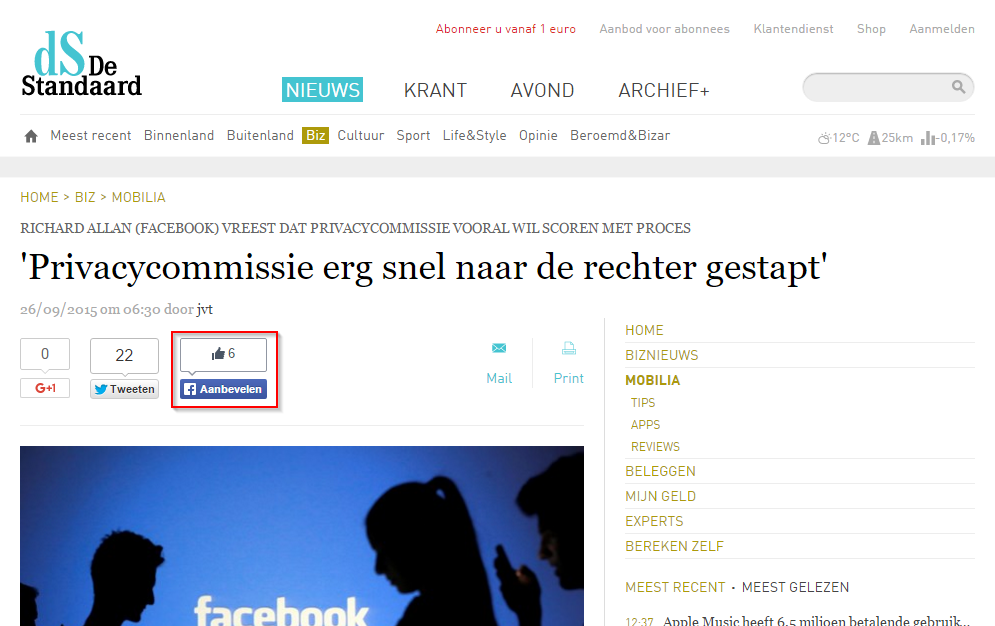 Abonneer u vanaf 1 euro Aanbod voor abonnees Klantendienst Shop Aanmelden
dS De Standaard
NIEUWS KRANT AVOND ARCHIEF+
Meest recent Binnenland Buitenland Biz Cultuur Sport Life&Style Opinie Beroemd&Bizar 12°C 25km -0,17%
HOME > BIZ > MOBILIA
RICHARD ALLAN (FACEBOOK) VREEST DAT PRIVACYCOMMISSIE VOORAL WIL SCOREN MET PROCES
'Privacycommissie erg snel naar de rechter gestapt'
26/09/2015 om 06:30 door jvt
0 22 6
G+1 Tweeten Aanbevelen
Mail Print
facebook
HOME
BIZNIEUWS
MOBILIA
TIPS
APPS
REVIEWS
BELEGGEN
MIJN GELD
EXPERTS
BEREKEN ZELF
MEEST RECENT · MEEST GELEZEN
12:37 Apple Music heeft 6,5 miljoen betalende gebruik...